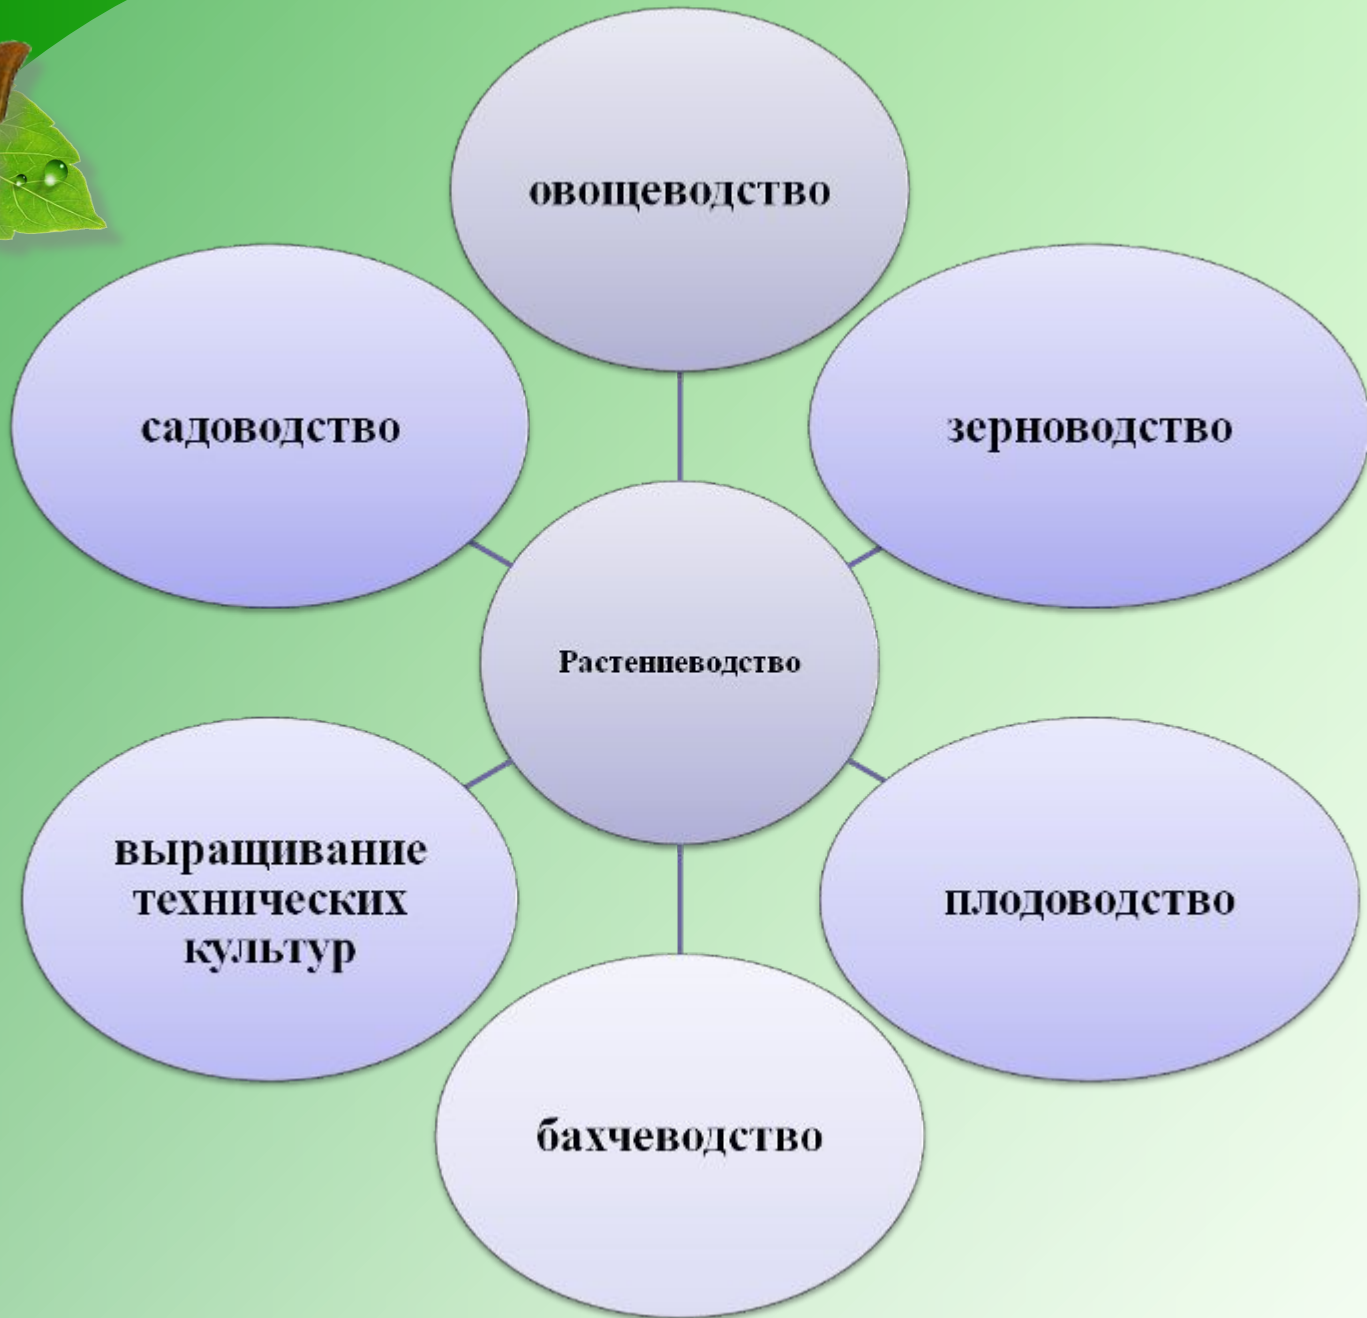 овощеводство
садоводство
зерноводство
Растениеводство
выращивание
технических
культур
плодоводство
бахчеводство